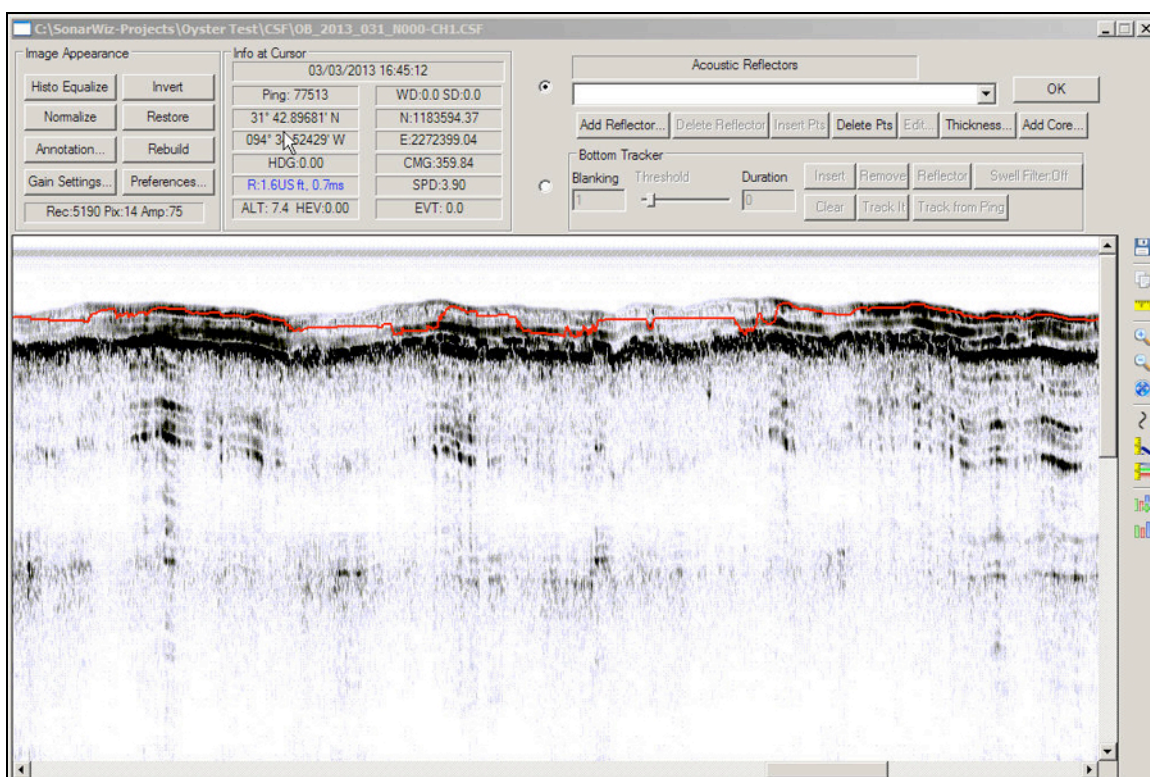 C:\SonarWiz-Projects\Oyster Test\CSF\OB_2013_031_N000-CH1.CSF
Image Appearance
Histo Equalize Invert
Normalize Restore
Annotation... Rebuild
Gain Settings... Preferences...
Rec:5190 Pix:14 Amp:75
Info at Cursor
03/03/2013 16:45:12
Ping: 77513 WD:0.0 SD:0.0
31° 42.89681' N N:1183594.37
094° E:2272399.04
HDG:0.00 CMG:359.84
R:1.6US ft, 0.7ms SPD:3.90
ALT: 7.4 HEV:0.00 EVT: 0.0
Acoustic Reflectors
OK
Add Reflector... Delete Reflector Insert Pts Delete Pts Edit... Thickness... Add Core...
Bottom Tracker
Blanking Threshold Duration Insert Remove Reflector Swell Filter:Off
1 0 Clear Track It Track from Ping